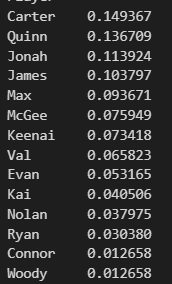 Carter 0.149367
Quinn 0.136709
Jonah 0.113924
James 0.103797
Max 0.093671
McGee 0.075949
Keenai 0.073418
Val 0.065823
Evan 0.053165
Kai 0.040506
Nolan 0.037975
Ryan 0.030380
Connor 0.012658
Woody 0.012658